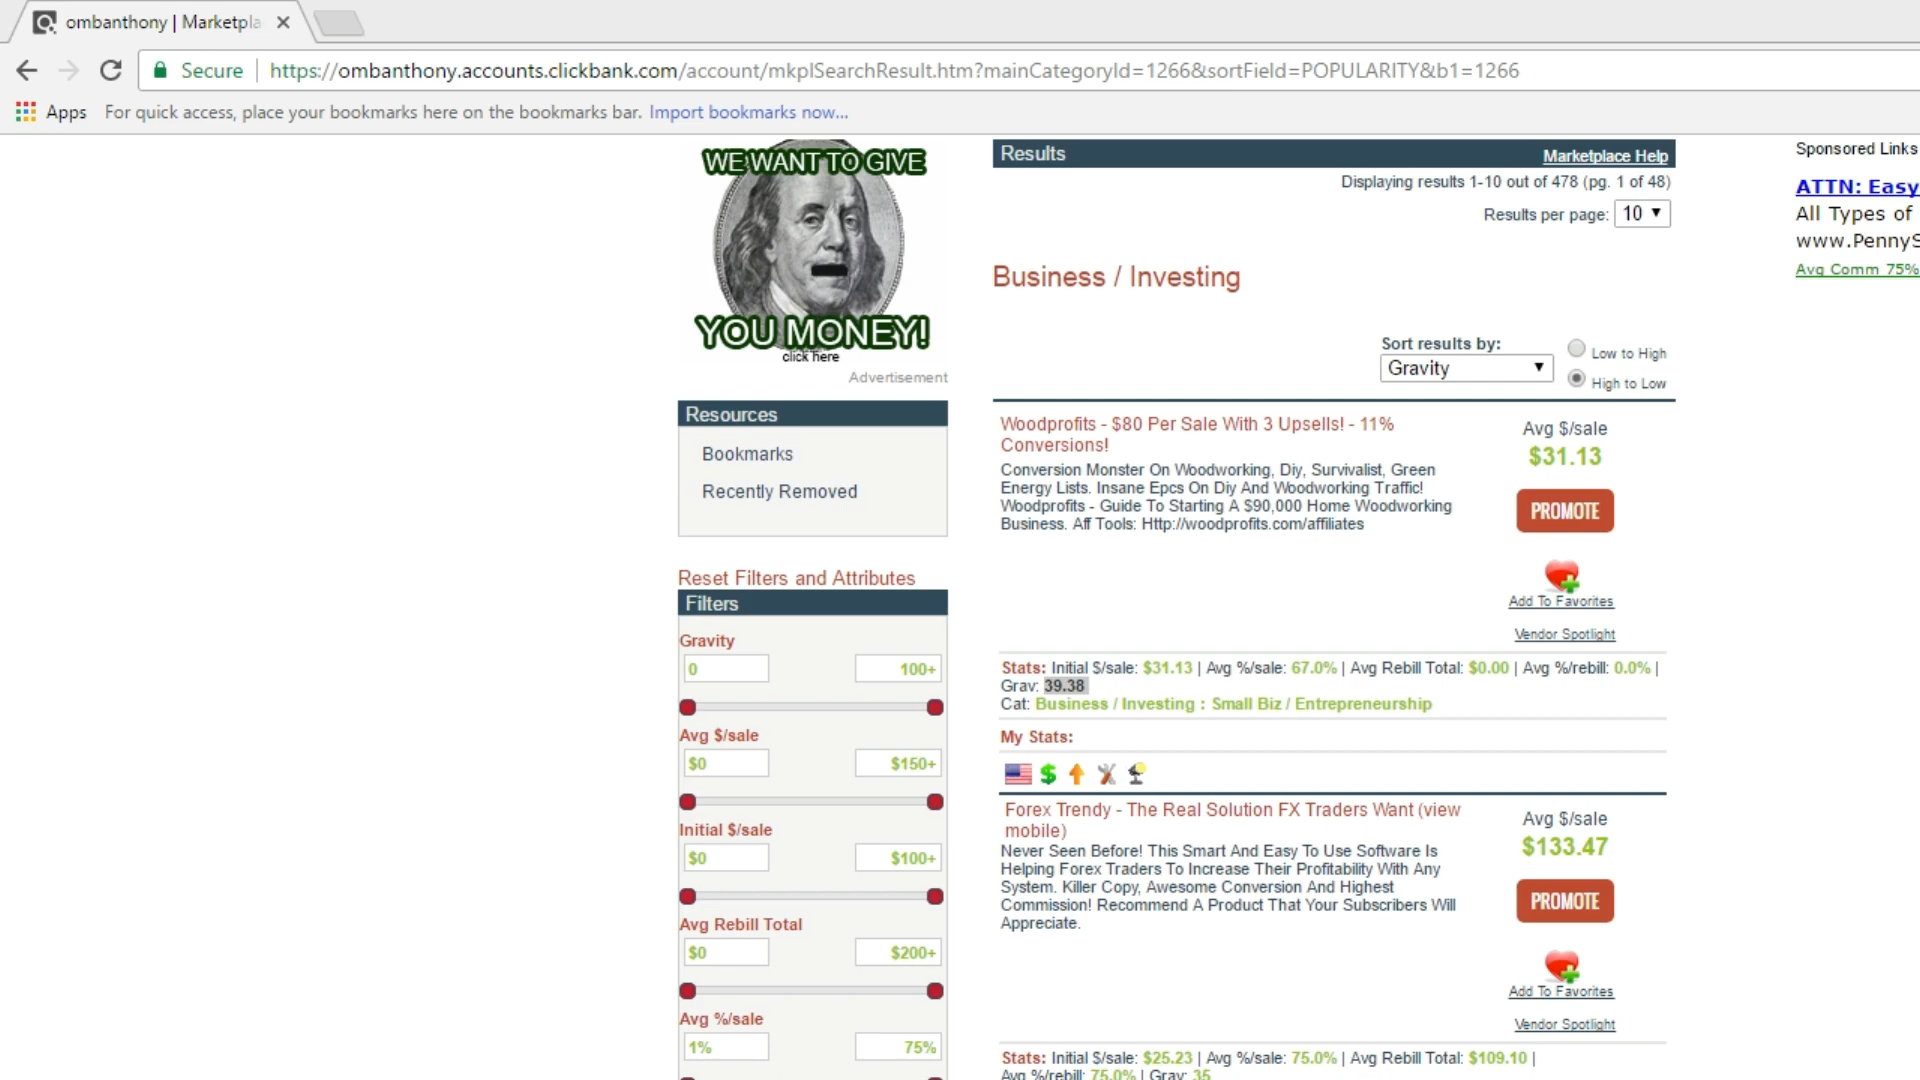 ombanthony | Marketpla
Secure
https://ombanthony.accounts.clickbank.com/account/mkplSearchResult.htm?mainCategoryId=1266&sortField=POPULARITY&b1=1266
Apps
For quick access, place your bookmarks here on the bookmarks bar. Import bookmarks now...
WE WANT TO GIVE
YOU MONEY!
click here
Advertisement
Resources
Bookmarks
Recently Removed
Reset Filters and Attributes
Filters
Gravity
0 100+
Avg $/sale
$0 $150+
Initial $/sale
$0 $100+
Avg Rebill Total
$0 $200+
Avg %/sale
1% 75%
Results
Marketplace Help
Displaying results 1-10 out of 478 (pg. 1 of 48)
Results per page: 10
Business / Investing
Sort results by:
Gravity
Low to High
High to Low
Woodprofits - $80 Per Sale With 3 Upsells! - 11%
Conversions!
Conversion Monster On Woodworking, Diy, Survivalist, Green
Energy Lists. Insane Epcs On Diy And Woodworking Traffic!
Woodprofits - Guide To Starting A $90,000 Home Woodworking
Business. Aff Tools: Http://woodprofits.com/affiliates
Avg $/sale
$31.13
PROMOTE
Add To Favorites
Vendor Spotlight
Stats: Initial $/sale: $31.13 | Avg %/sale: 67.0% | Avg Rebill Total: $0.00 | Avg %/rebill: 0.0% |
Grav: 39.38
Cat: Business / Investing : Small Biz / Entrepreneurship
My Stats:
Forex Trendy - The Real Solution FX Traders Want (view
mobile)
Never Seen Before! This Smart And Easy To Use Software Is
Helping Forex Traders To Increase Their Profitability With Any
System. Killer Copy, Awesome Conversion And Highest
Commission! Recommend A Product That Your Subscribers Will
Appreciate.
Avg $/sale
$133.47
PROMOTE
Add To Favorites
Vendor Spotlight
Stats: Initial $/sale: $25.23 | Avg %/sale: 75.0% | Avg Rebill Total: $109.10 |
Avg %/rebill: 75.0% | Grav: 35
Sponsored Links
ATTN: Easy
All Types of
www.PennyS
Avg Comm 75%